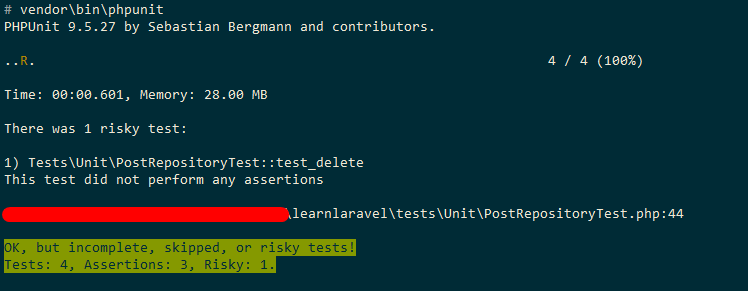 # vendor\bin\phpunit
PHPUnit 9.5.27 by Sebastian Bergmann and contributors.
..R. 4 / 4 (100%)
Time: 00:00.601, Memory: 28.00 MB
There was 1 risky test:
1) Tests\Unit\PostRepositoryTest::test_delete
This test did not perform any assertions
\learnlaravel\tests\Unit\PostRepositoryTest.php:44
OK, but incomplete, skipped, or risky tests!
Tests: 4, Assertions: 3, Risky: 1.